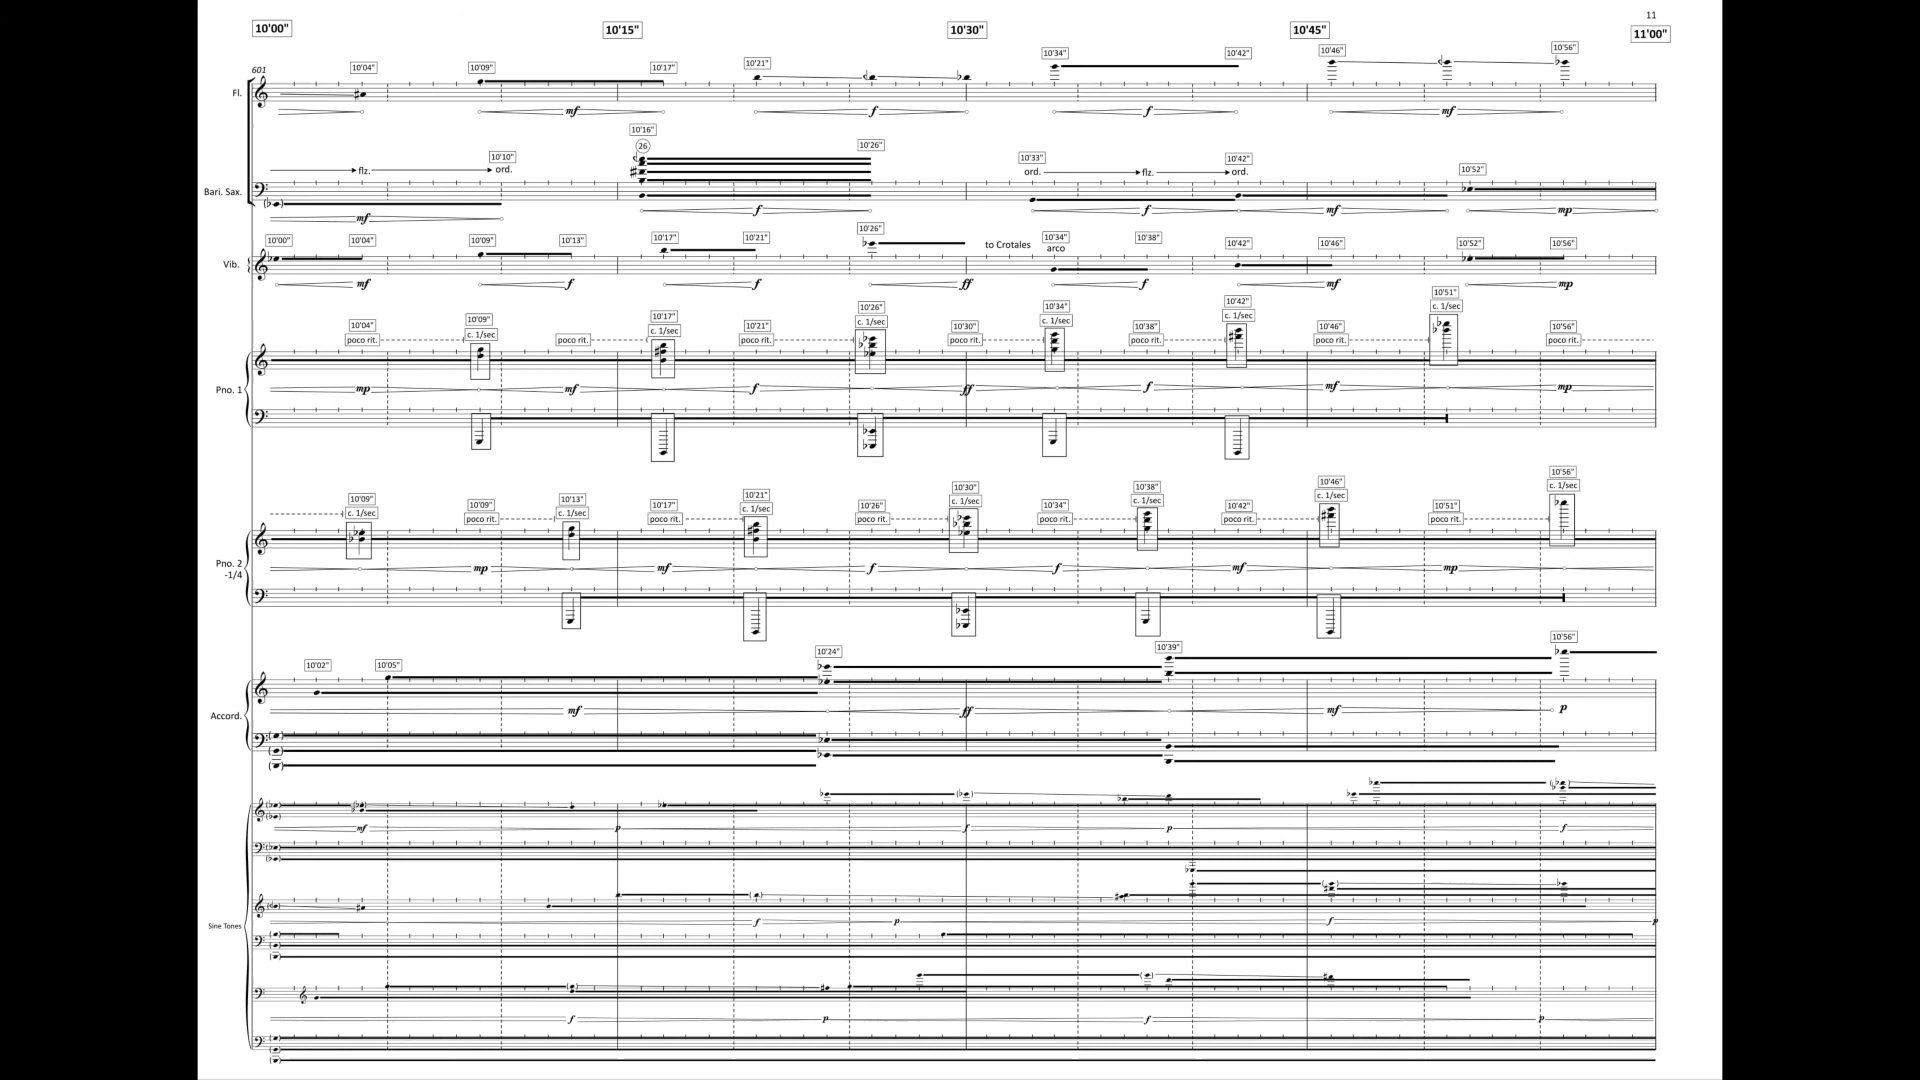 11
10'00" 10'15" 10'30" 10'45" 11'00"
601 10'04" 10'09" 10'17" 10'21" 10'34" 10'42" 10'46" 10'56"
Fl.
mf f f mf
10'16"
26
10'10" 10'26" 10'33" 10'42" 10'52"
flz. ord. ord. flz. ord.
Bari. Sax.
mf f f mf mp
10'00" 10'04" 10'09" 10'13" 10'17" 10'21" 10'26" 10'34" 10'38" 10'42" 10'46" 10'52" 10'56"
to Crotales arco
Vib.
mf f f ff f mf mp
10'04" 10'09" 10'17" 10'21" 10'26" 10'30" 10'34" 10'38" 10'42" 10'46" 10'51" 10'56"
poco rit. c. 1/sec poco rit. c. 1/sec poco rit. c. 1/sec poco rit. c. 1/sec poco rit. c. 1/sec poco rit. c. 1/sec poco rit.
Pno. 1
mp mf f ff f mf mp
10'09" 10'09" 10'13" 10'17" 10'21" 10'26" 10'30" 10'34" 10'38" 10'42" 10'46" 10'51" 10'56"
c. 1/sec poco rit. c. 1/sec poco rit. c. 1/sec poco rit. c. 1/sec poco rit. c. 1/sec poco rit. c. 1/sec poco rit. c. 1/sec
Pno. 2
-1/4
mp mf f f mf mp
10'02" 10'05" 10'24" 10'39" 10'56"
Accord.
mf ff mf p
mf p f p f
Sine Tones
f p f p
f p f p